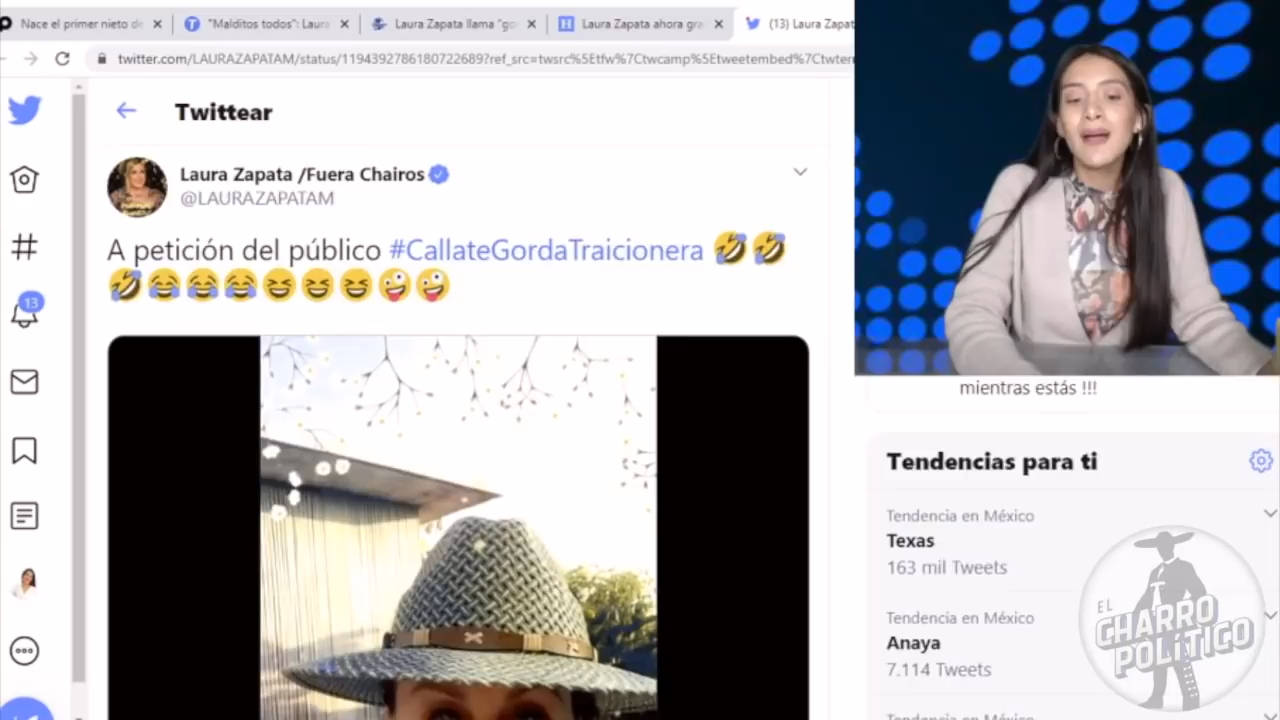 Nace el primer nieto de
"Malditos todos": Laura
Laura Zapata llama "go
Laura Zapata ahora gra
(13) Laura Zapat
twitter.com/LAURAZAPATAM/status/1194392786180722689?ref_src=twsrc%5Etfw%7Ctwcamp%5Etweetembed%7Ctwter
Twittear
Laura Zapata /Fuera Chairos
@LAURAZAPATAM
A petición del público #CallateGordaTraicionera
13
mientras estás !!!
Tendencias para ti
Tendencia en México
Texas
163 mil Tweets
Tendencia en México
Anaya
7.114 Tweets
EL
CHARRO
POLÍTICO